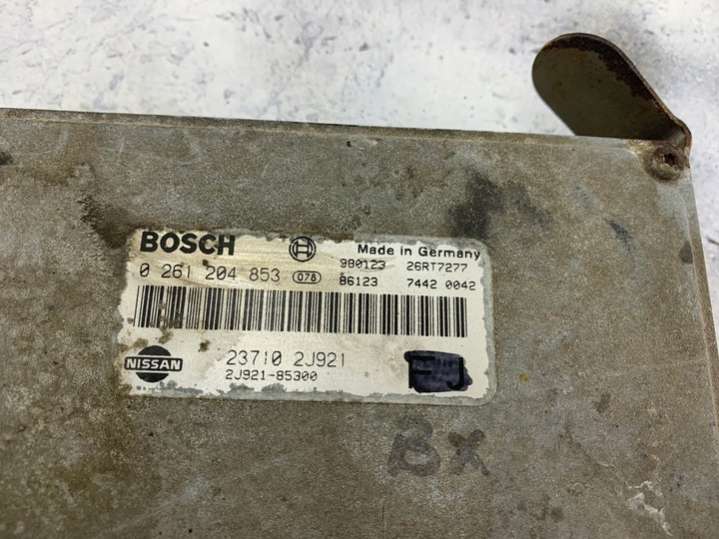 BOSCH
Made in Germany
0 261 204 853 078
980123 26RT7277
86123 7442 0042
NISSAN
23710 2J921
2J921-85300
BX